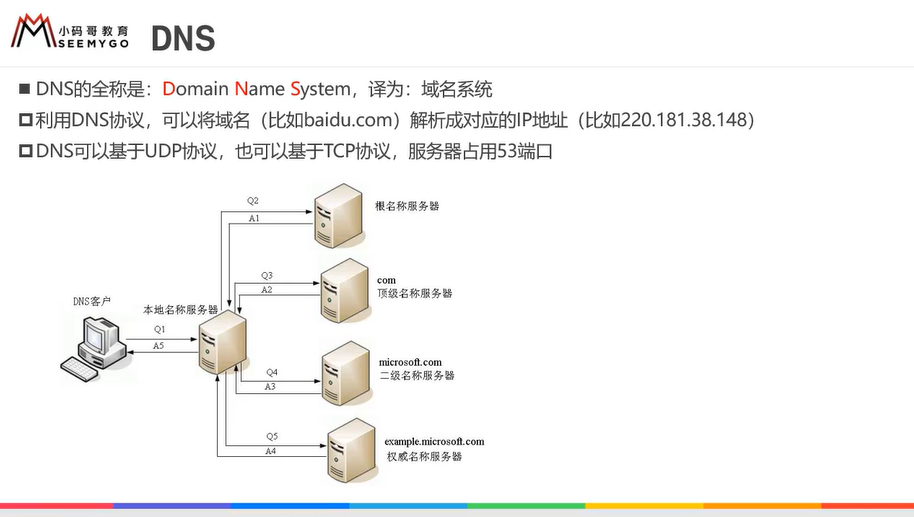 小码哥教育
SEEMYGO
DNS
DNS的全称是：Domain Name System，译为：域名系统
利用DNS协议，可以将域名（比如baidu.com）解析成对应的IP地址（比如220.181.38.148）
DNS可以基于UDP协议，也可以基于TCP协议，服务器占用53端口
Q2
A1
根名称服务器
Q3
A2
com
顶级名称服务器
DNS客户
本地名称服务器
Q1
A5
Q4
A3
microsoft.com
二级名称服务器
Q5
A4
example.microsoft.com
权威名称服务器